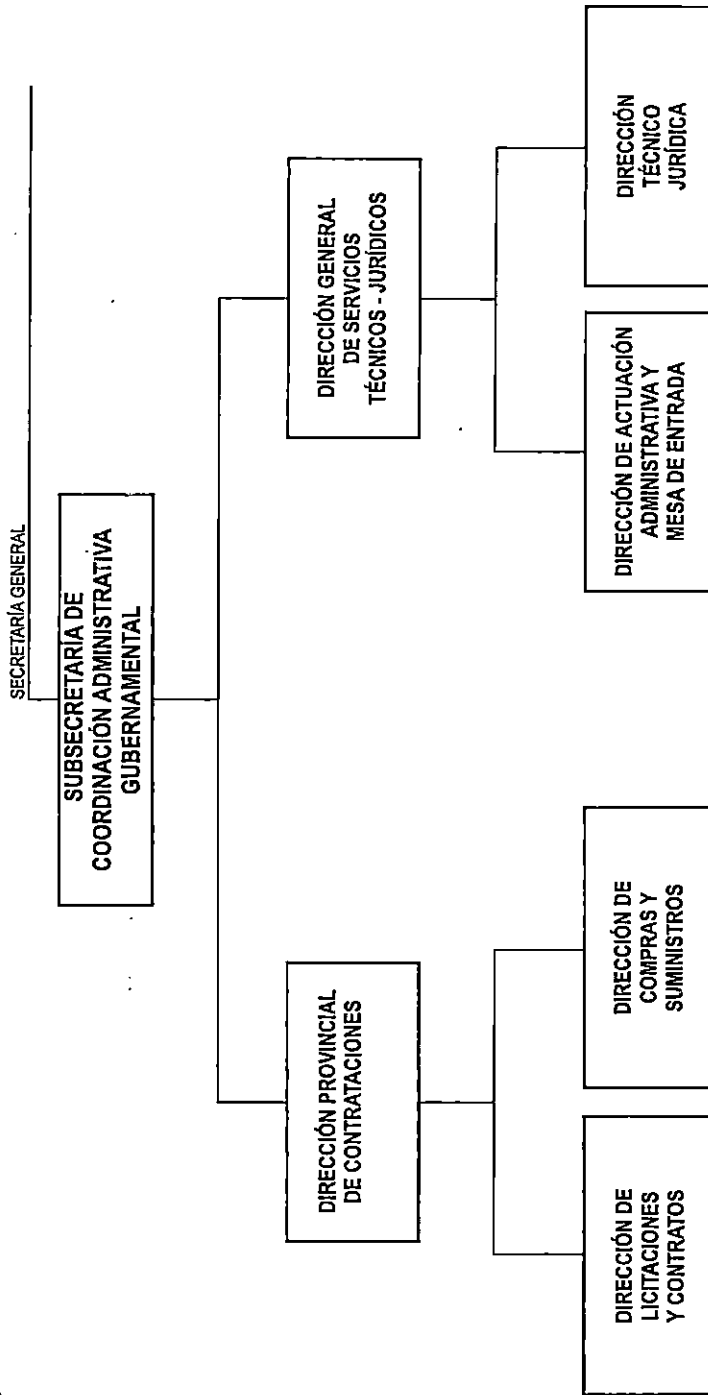 SECRETARÍA GENERAL
SUBSECRETARÍA DE
COORDINACIÓN ADMINISTRATIVA
GUBERNAMENTAL
DIRECCIÓN PROVINCIAL
DE CONTRATACIONES
DIRECCIÓN GENERAL
DE SERVICIOS
TÉCNICOS - JURÍDICOS
DIRECCIÓN DE
LICITACIONES
Y CONTRATOS
DIRECCIÓN DE
COMPRAS Y
SUMINISTROS
DIRECCIÓN DE ACTUACIÓN
ADMINISTRATIVA Y
MESA DE ENTRADA
DIRECCIÓN
TÉCNICO
JURÍDICA